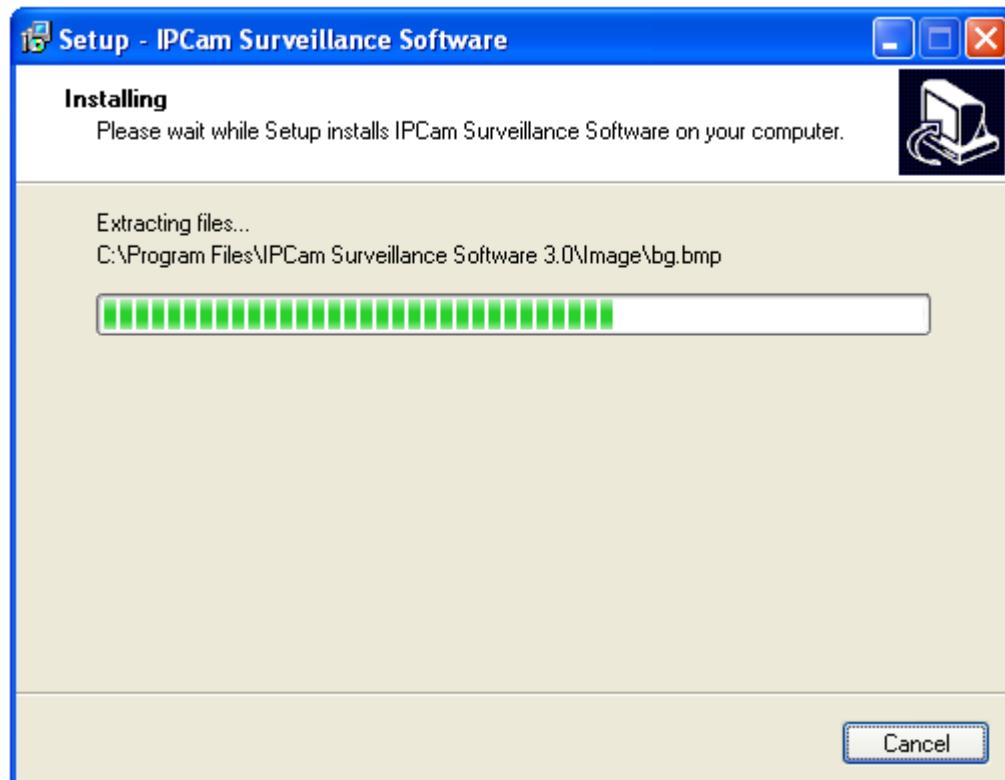 Setup - IPCam Surveillance Software
Installing
Please wait while Setup installs IPCam Surveillance Software on your computer.
Extracting files...
C:\Program Files\IPCam Surveillance Software 3.0\Image\bg.bmp
Cancel